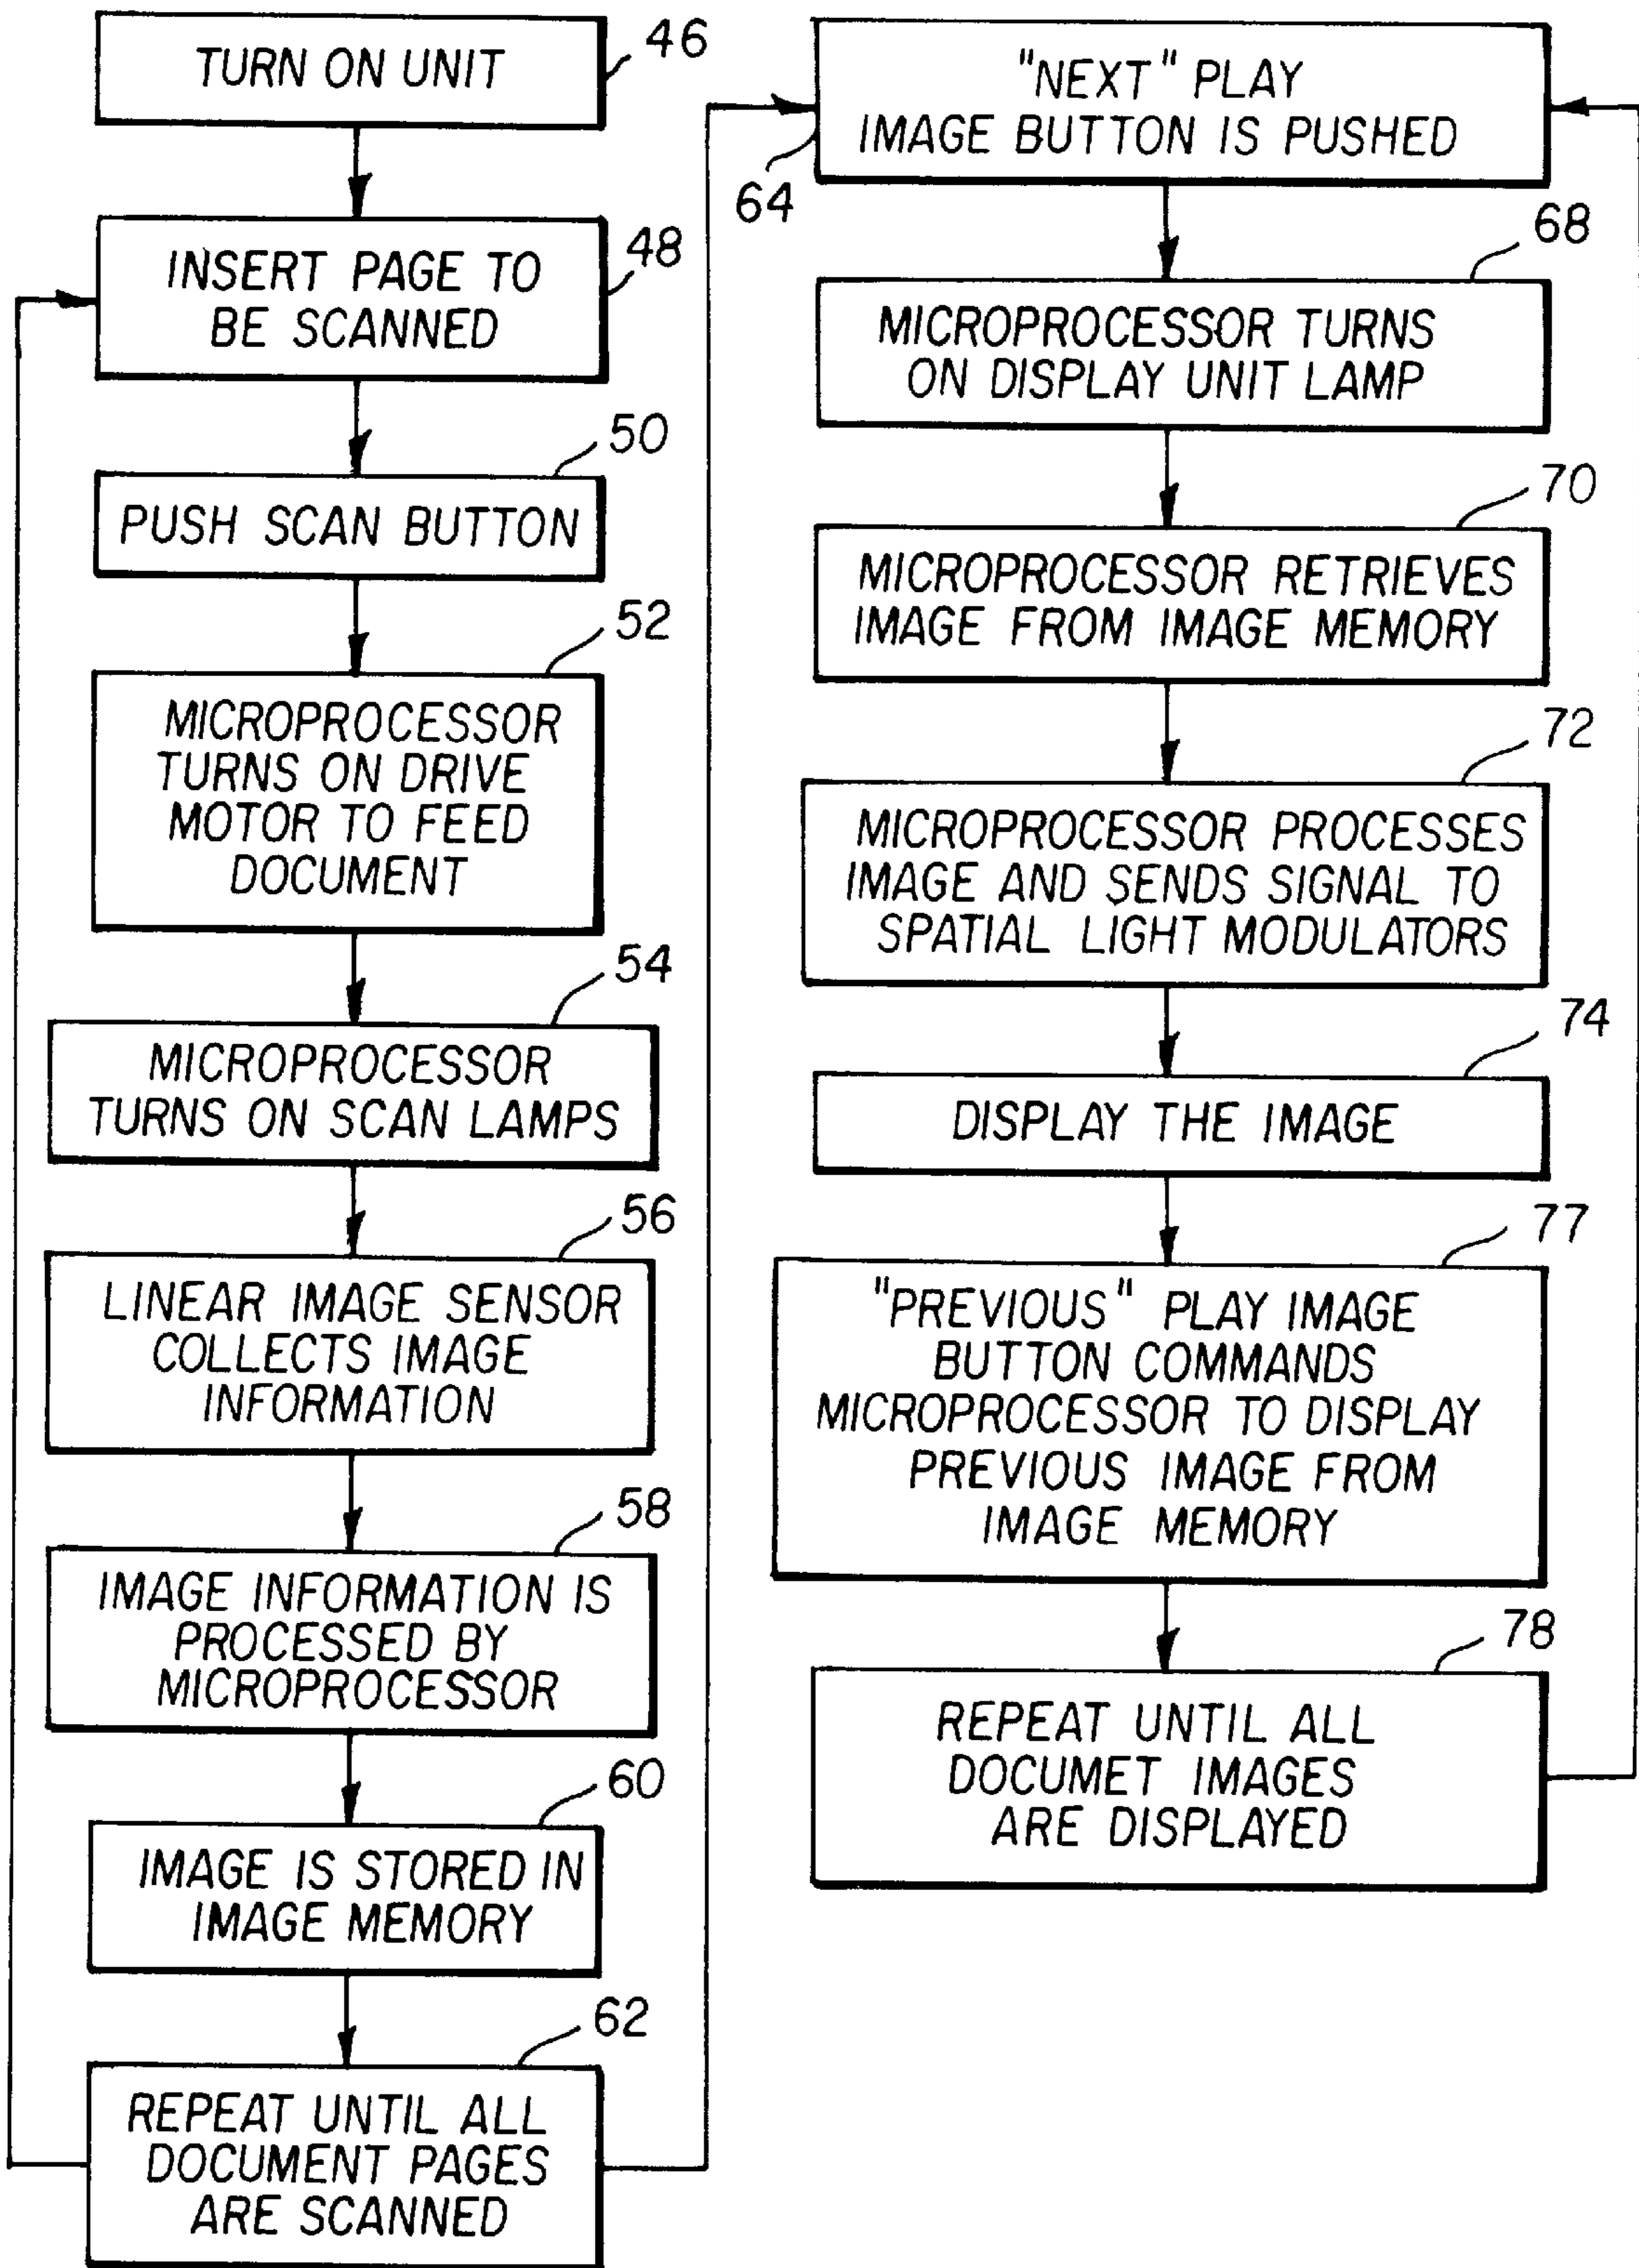 TURN ON UNIT
46
INSERT PAGE TO
BE SCANNED
48
50
PUSH SCAN BUTTON
52
MICROPROCESSOR
TURNS ON DRIVE
MOTOR TO FEED
DOCUMENT
54
MICROPROCESSOR
TURNS ON SCAN LAMPS
56
LINEAR IMAGE SENSOR
COLLECTS IMAGE
INFORMATION
58
IMAGE INFORMATION IS
PROCESSED BY
MICROPROCESSOR
60
IMAGE IS STORED IN
IMAGE MEMORY
62
REPEAT UNTIL ALL
DOCUMENT PAGES
ARE SCANNED
"NEXT" PLAY
IMAGE BUTTON IS PUSHED
64
68
MICROPROCESSOR TURNS
ON DISPLAY UNIT LAMP
70
MICROPROCESSOR RETRIEVES
IMAGE FROM IMAGE MEMORY
72
MICROPROCESSOR PROCESSES
IMAGE AND SENDS SIGNAL TO
SPATIAL LIGHT MODULATORS
74
DISPLAY THE IMAGE
77
"PREVIOUS" PLAY IMAGE
BUTTON COMMANDS
MICROPROCESSOR TO DISPLAY
PREVIOUS IMAGE FROM
IMAGE MEMORY
78
REPEAT UNTIL ALL
DOCUMET IMAGES
ARE DISPLAYED